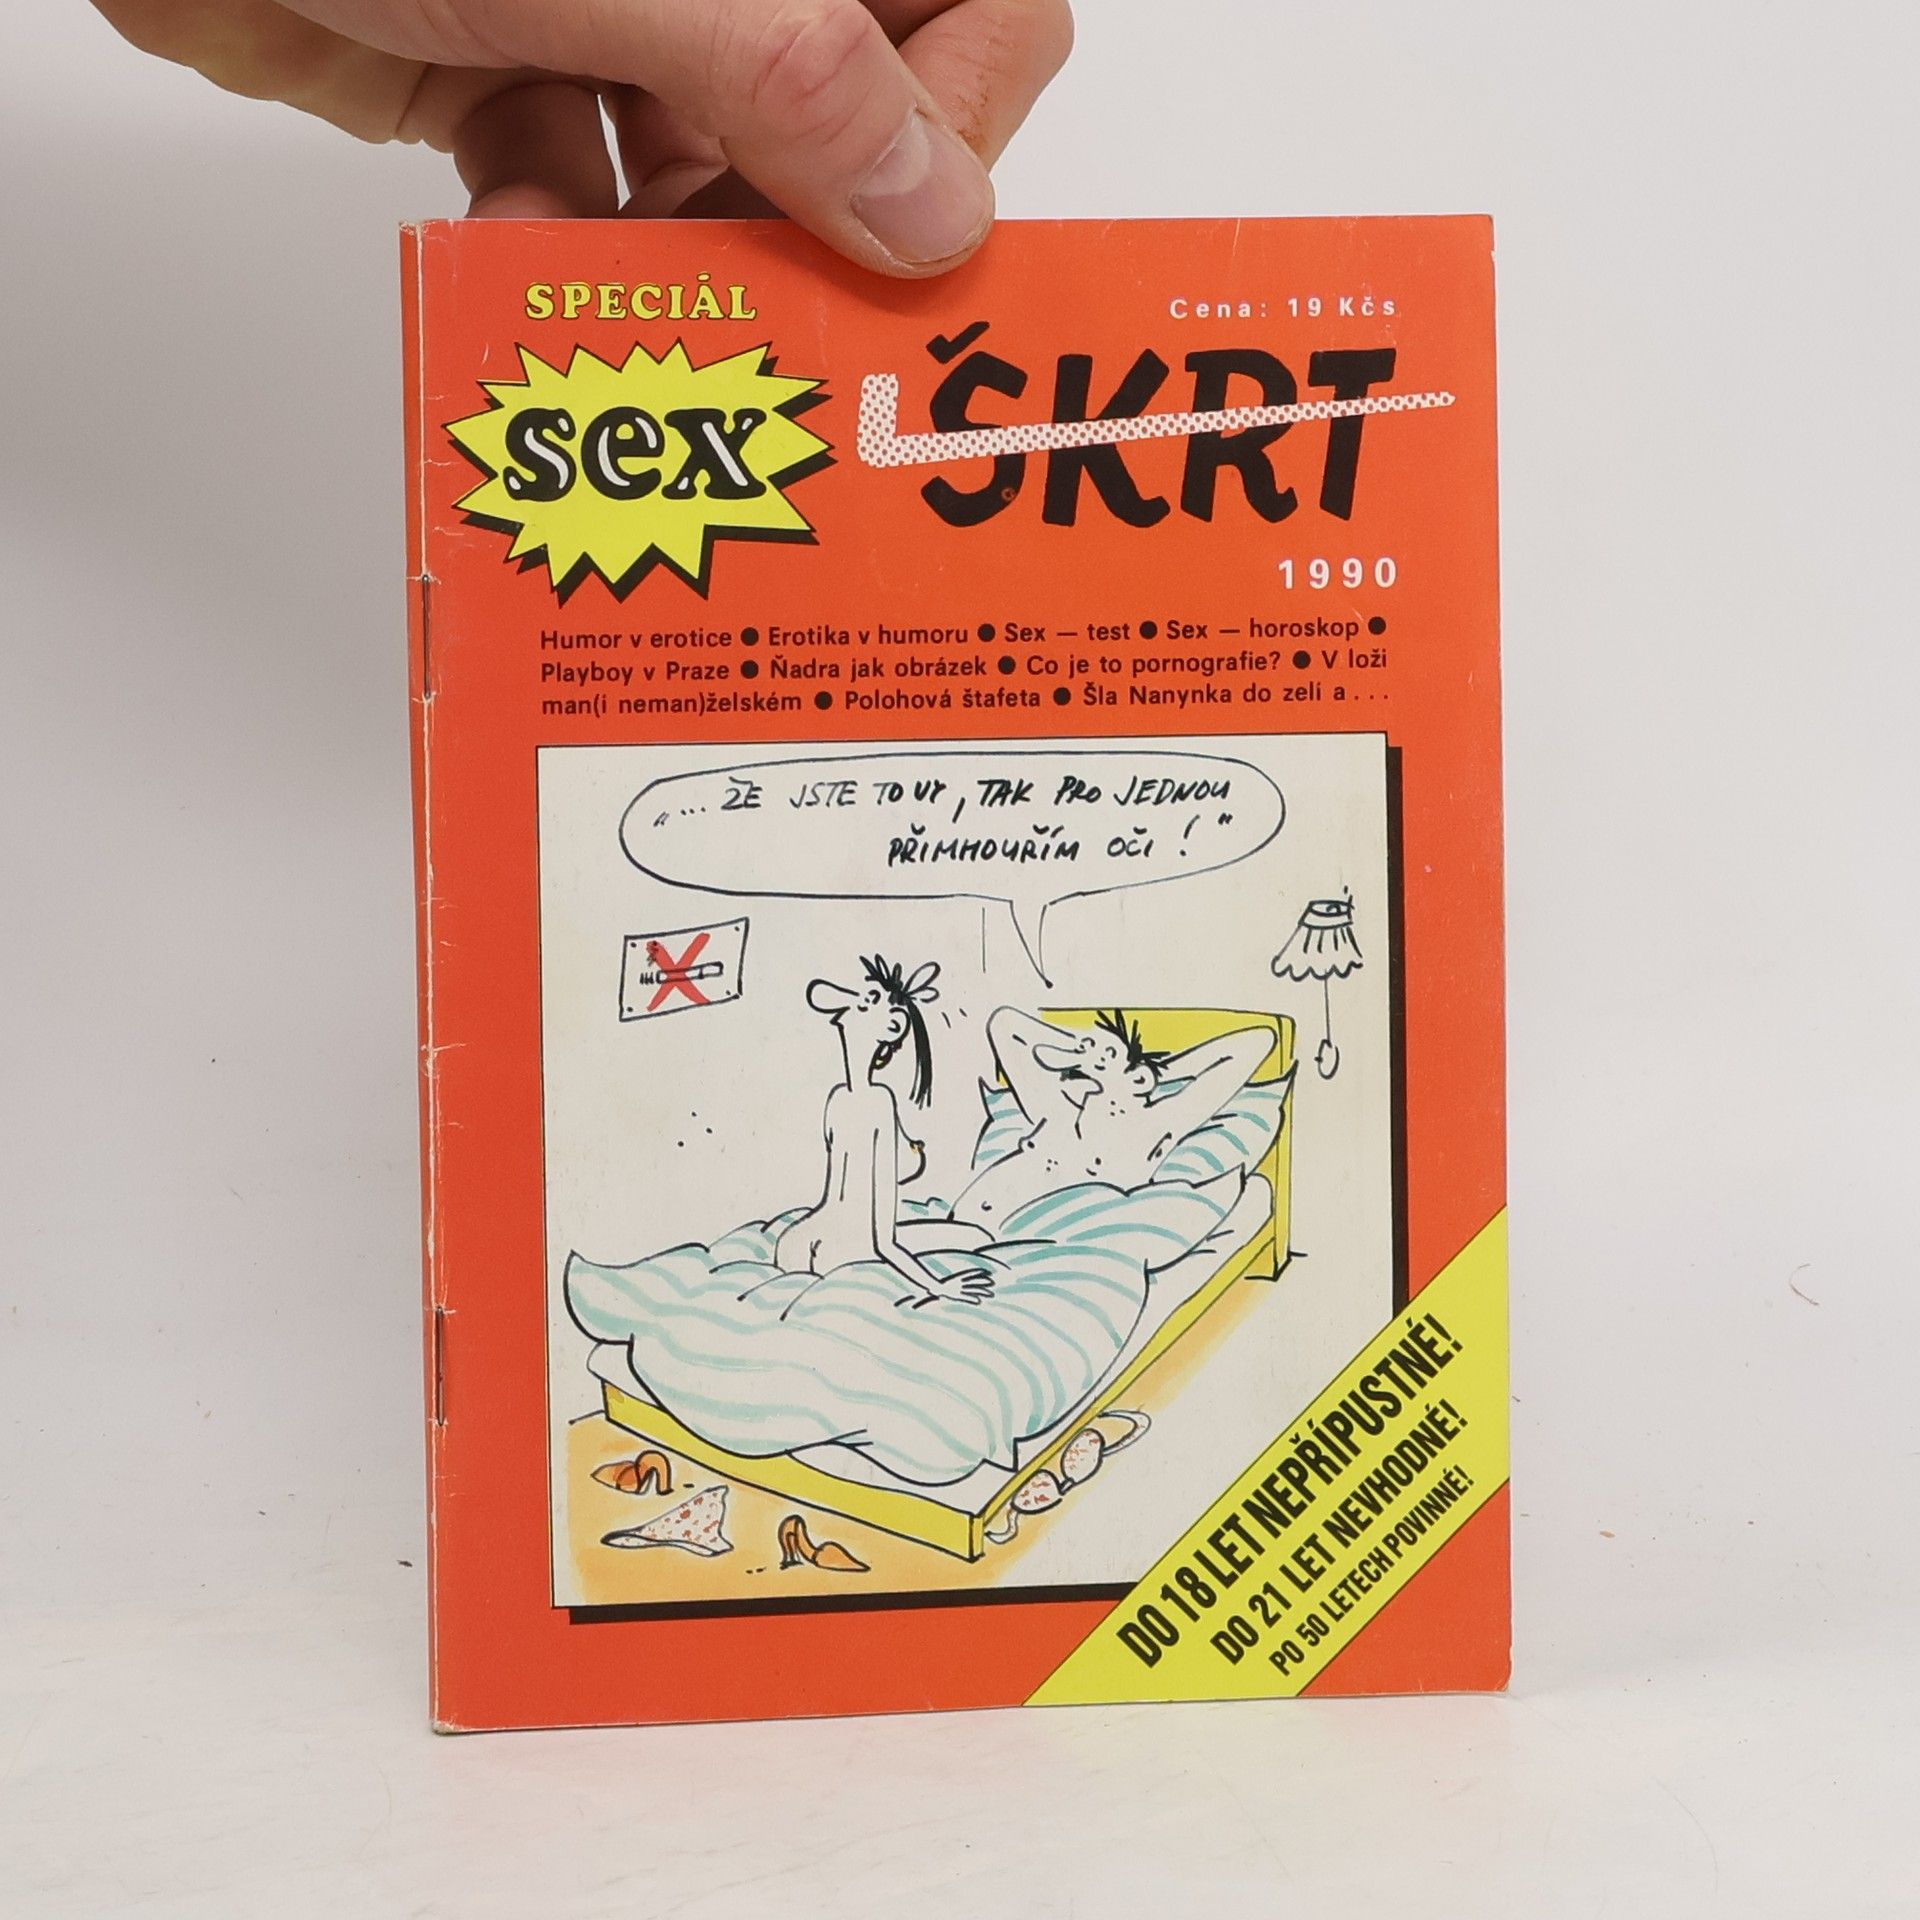 SPECIÁL
Cena: 19 Kčs
sex
ŠKRT
1990
Humor v erotice ● Erotika v humoru ● Sex — test ● Sex — horoskop ●
Playboy v Praze ● Ňadra jak obrázek ● Co je to pornografie? ● V loži
man(i neman)želském ● Polohová štafeta ● Šla Nanynka do zelí a ...
"... ŽE JSTE TO VY, TAK PRO JEDNOU
PŘIMHOUŘÍM OČI!"
DO 18 LET NEPŘÍPUSTNÉ!
DO 21 LET NEVHODNÉ!
PO 50 LETECH POVINNÉ!